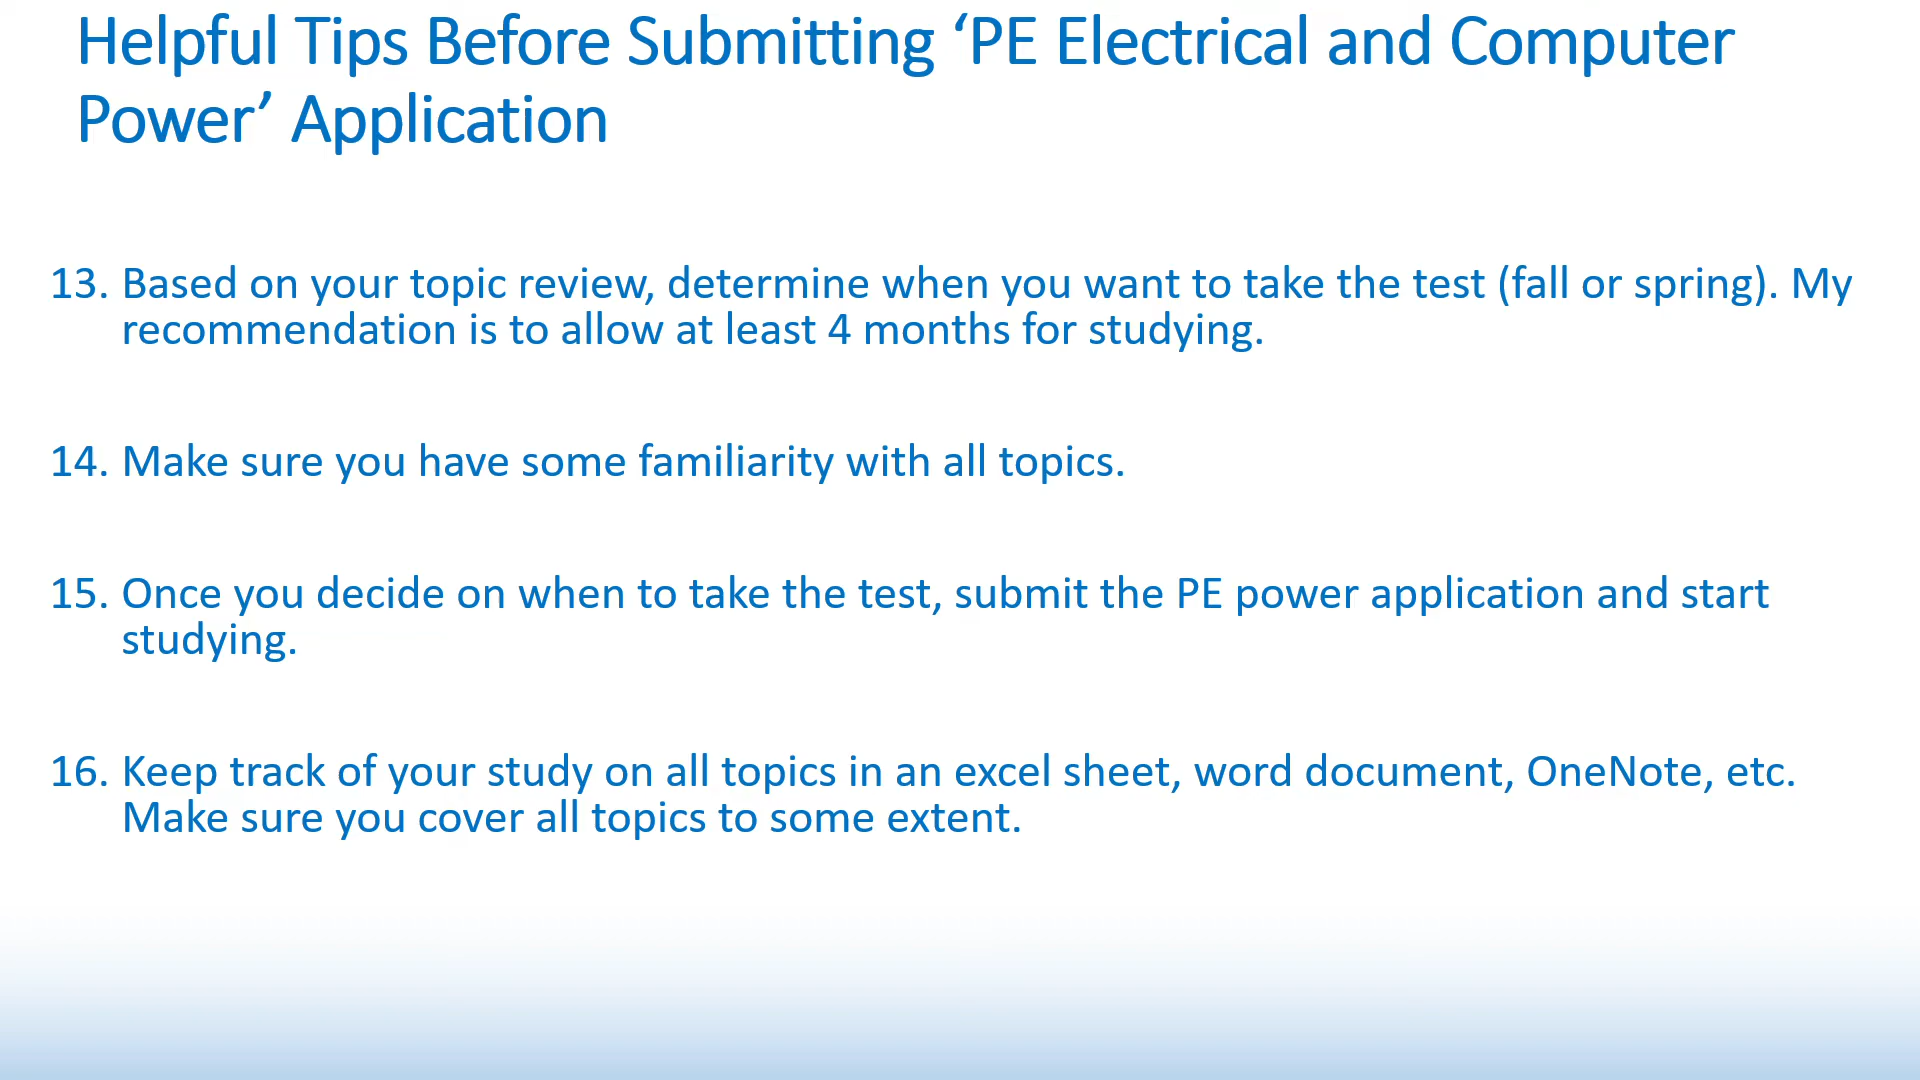 Helpful Tips Before Submitting ‘PE Electrical and Computer
Power’ Application
13. Based on your topic review, determine when you want to take the test (fall or spring). My
recommendation is to allow at least 4 months for studying.
14. Make sure you have some familiarity with all topics.
15. Once you decide on when to take the test, submit the PE power application and start
studying.
16. Keep track of your study on all topics in an excel sheet, word document, OneNote, etc.
Make sure you cover all topics to some extent.